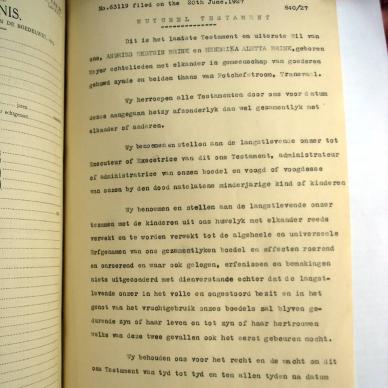 NIS.
No.63119 filed on the 20th June,1927
840/27
MUTUEEL TESTAMENT
Dit is het laatste Testament en uiterste Wil van
ons, ANDRIES BRINK en HENDRIKA ALETTA BRINK,geboren
Meyer echtelieden met elkander in gemeenschap van goederen
gehuwd zynde en beiden thans van Potchefstroom, Transvaal.
Wy herroepen alle Testamenten door ons voor datum
dezes aangegaan hetzy afzonderlyk dan wel gezamentlyk met
elkander of anderen.
Wy benoemen en stellen aan de langstlevende onzer tot
Executeur of Executrice van dit ons Testament, administrateur
of administratrice van onzen boedel en voogd of voogdesse
van onzen by den dood natelaten minderjarige kind of kinderen
Wy benoemen en stellen aan de langstlevende onzer
tezamen met de kinderen uit ons huwelyk met elkander reeds
verwekt en te worden verwekt tot de algeheele en universeele
Erfgenamen van ons gezamentlyken boedel en effecten roerend
en onroerend en waar ook gelegen, erfenissen en bemakingen
niets uitgezonderd met dienverstande echter dat de langst-
levende onzer in het volle en ongestoord bezit en in het
genot van het vruchtgebruik onzen boedels zal blyven ge-
durende zyn of haar leven en tot zyn of haar hertrouwen
welke van deze twee gevallen ook het eerst gebeuren mocht.
Wy behouden ons voor het recht en de macht om dit
ons Testament van tyd tot tyd en ten allen tyden na datum